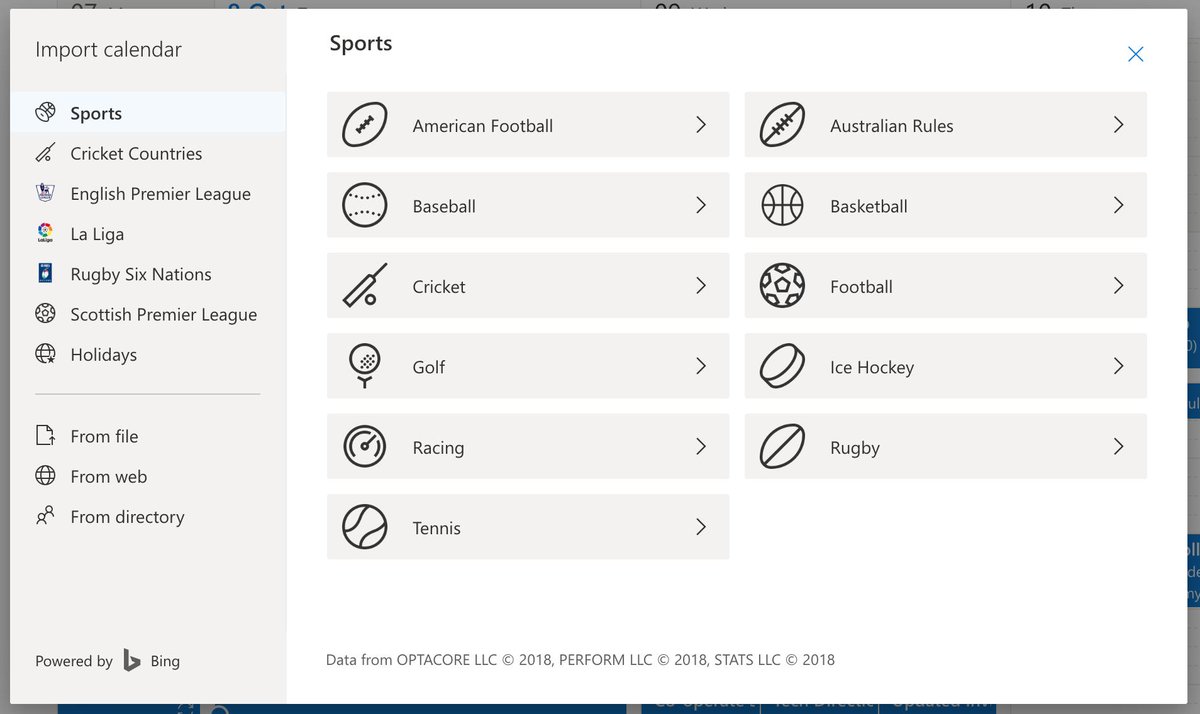 Import calendar
Sports
Cricket Countries
English Premier League
La Liga
Rugby Six Nations
Scottish Premier League
Holidays
From file
From web
From directory
Powered by Bing
Sports
American Football
Australian Rules
Baseball
Basketball
Cricket
Football
Golf
Ice Hockey
Racing
Rugby
Tennis
Data from OPTACORE LLC © 2018, PERFORM LLC © 2018, STATS LLC © 2018